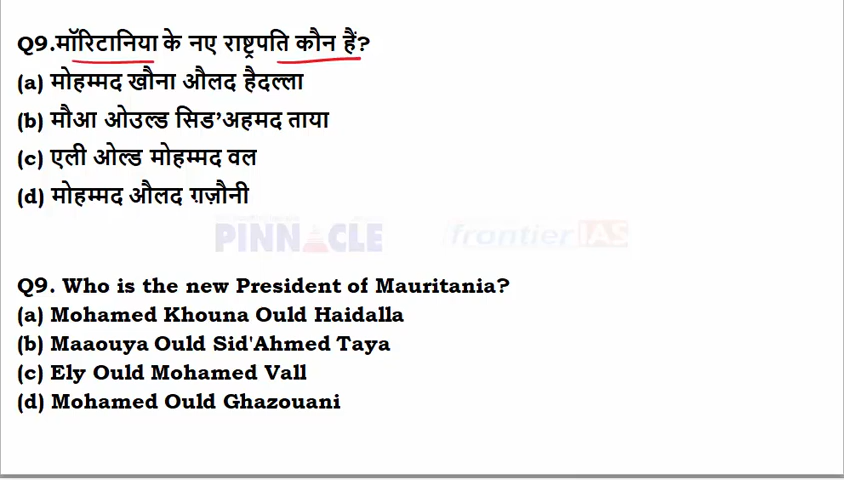 Q9.मॉरिटानिया के नए राष्ट्रपति कौन हैं?
(a) मोहम्मद खौना औलद हैदल्ला
(b) मौआ ओउल्ड सिड'अहमद ताया
(c) एली ओल्ड मोहम्मद वल
(d) मोहम्मद औलद ग़ज़ौनी
PINNACLE frontier IAS
Q9. Who is the new President of Mauritania?
(a) Mohamed Khouna Ould Haidalla
(b) Maaouya Ould Sid'Ahmed Taya
(c) Ely Ould Mohamed Vall
(d) Mohamed Ould Ghazouani